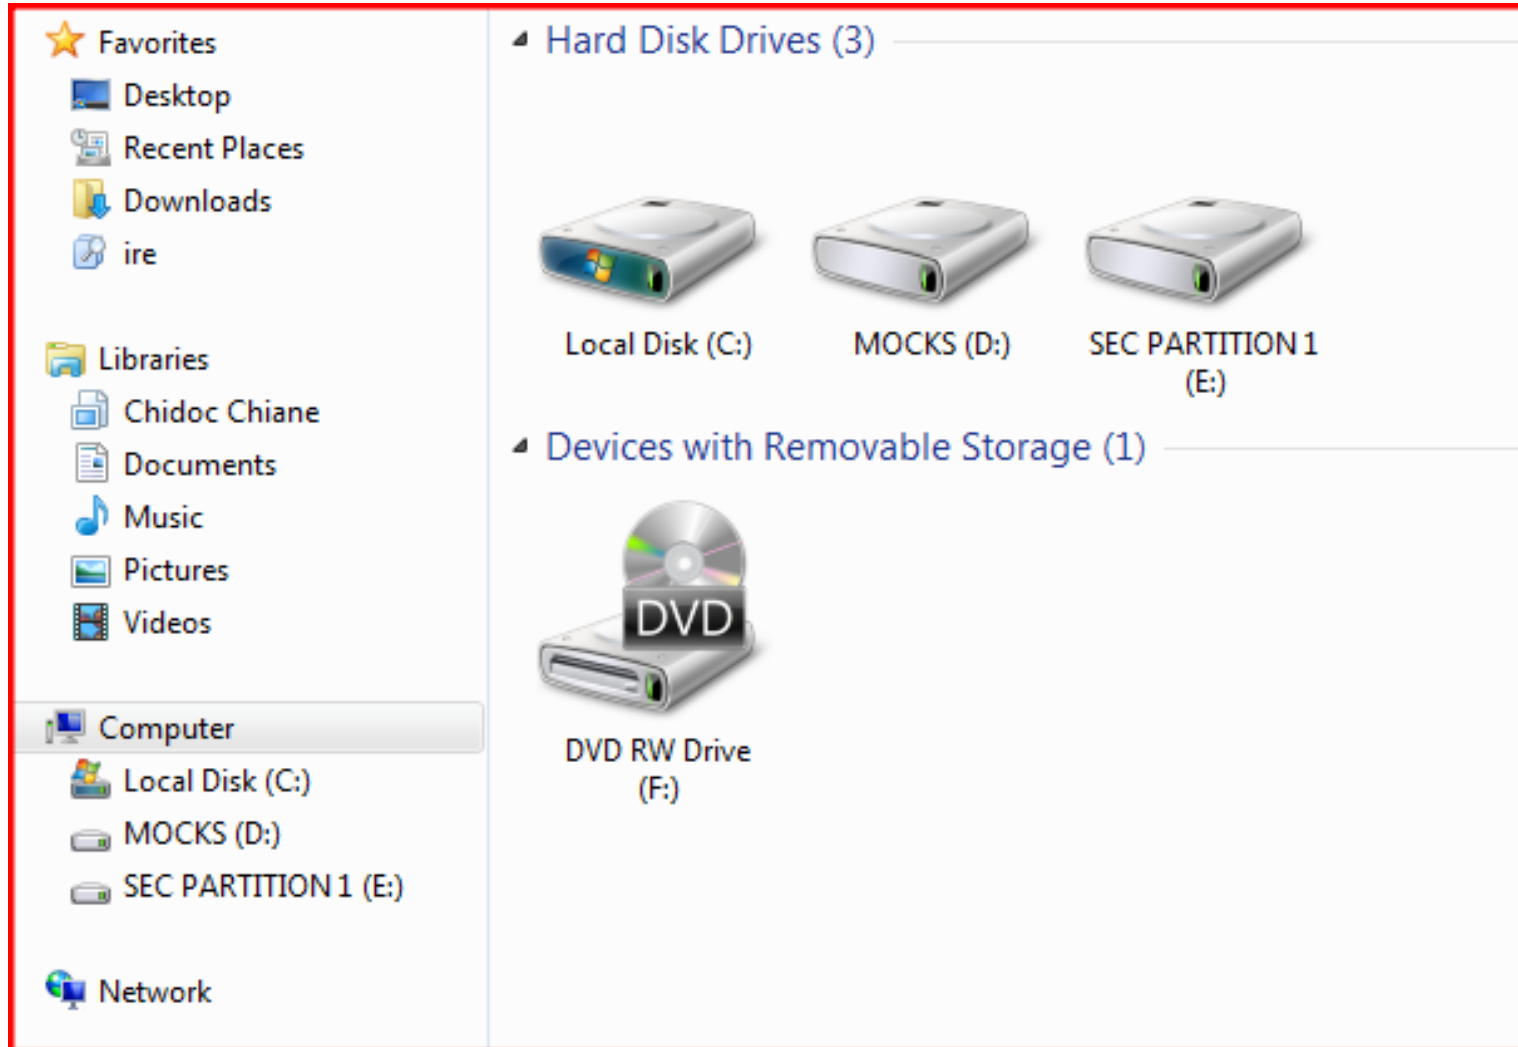 Favorites
Desktop
Recent Places
Downloads
ire
Libraries
Chidoc Chiane
Documents
Music
Pictures
Videos
Computer
Local Disk (C:)
MOCKS (D:)
SEC PARTITION 1 (E:)
Network
Hard Disk Drives (3)
Local Disk (C:)
MOCKS (D:)
SEC PARTITION 1
(E:)
Devices with Removable Storage (1)
DVD
DVD RW Drive
(F:)